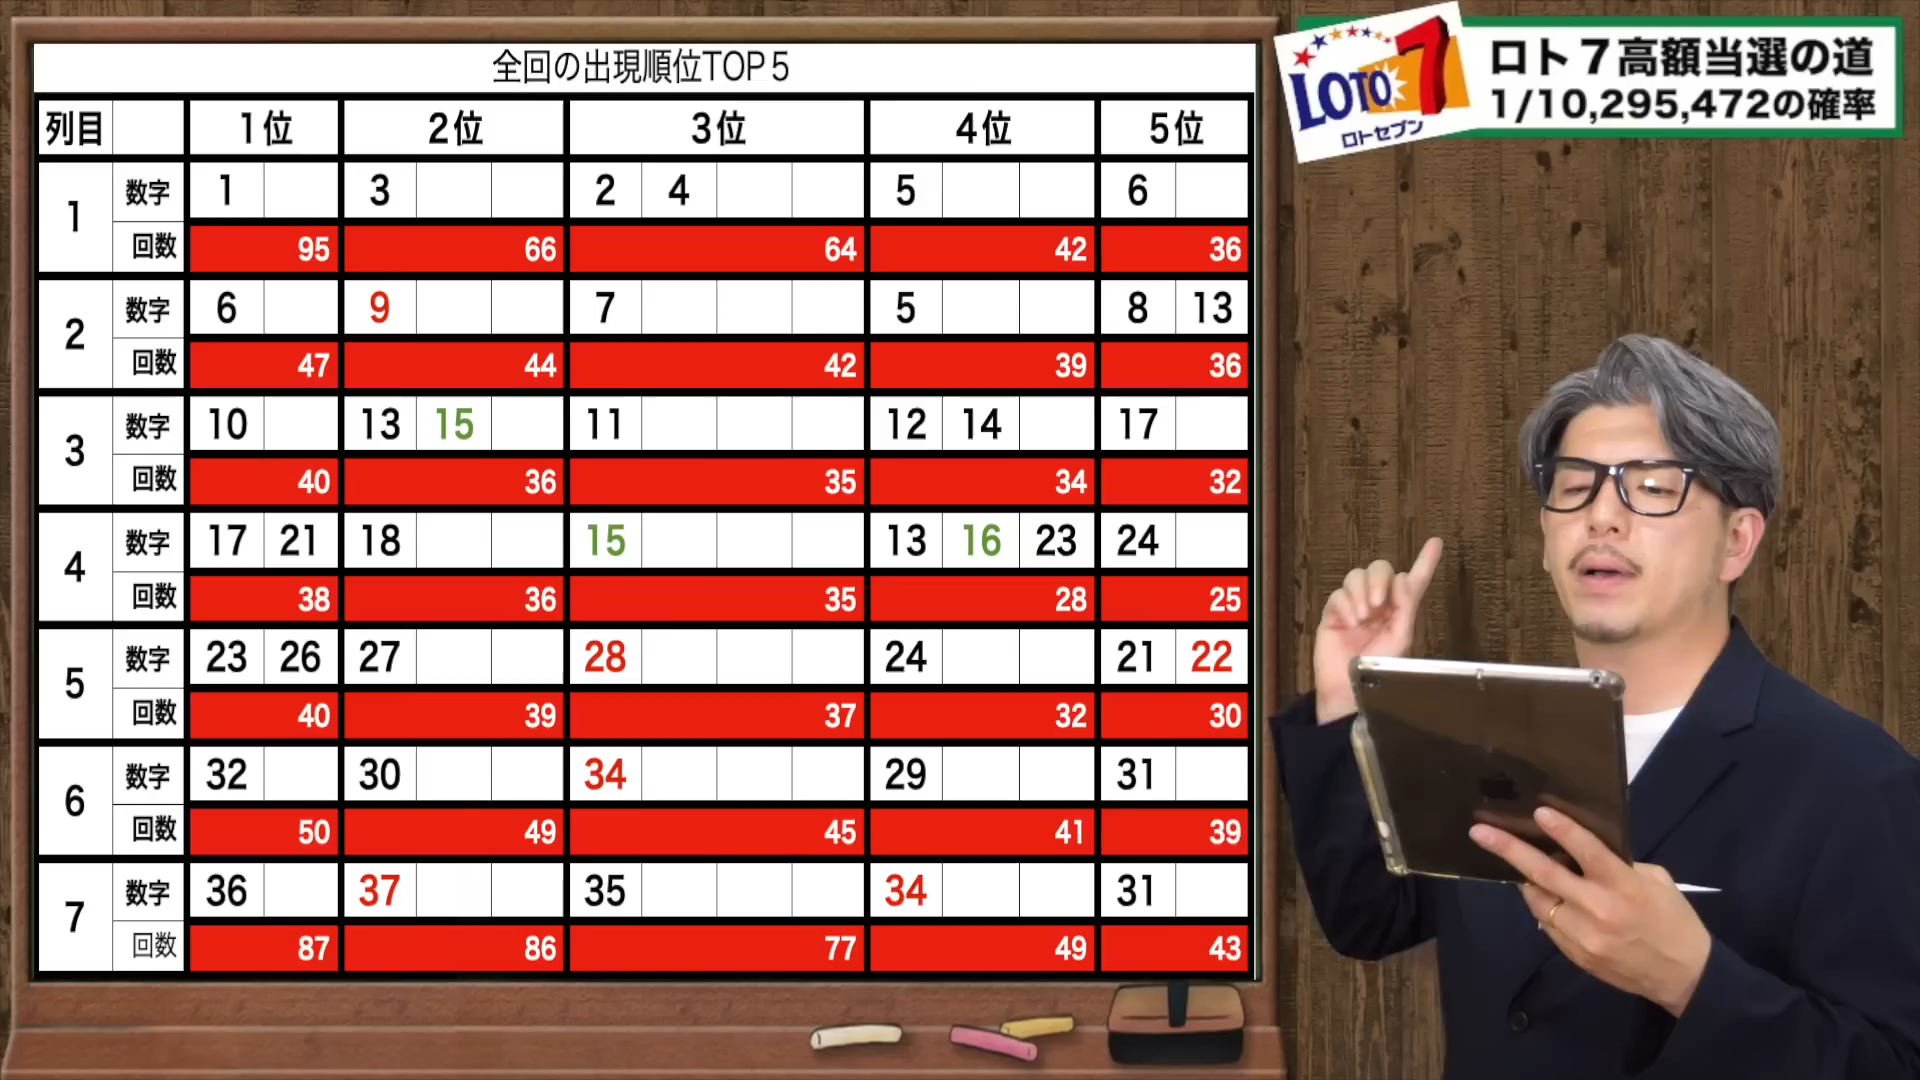 全回の出現順位TOP5
列目 1位 2位 3位 4位 5位
1 数字 1 3 2 4 5 6
回数 95 66 64 42 36
2 数字 6 9 7 5 8 13
回数 47 44 42 39 36
3 数字 10 13 15 11 12 14 17
回数 40 36 35 34 32
4 数字 17 21 18 15 13 16 23 24
回数 38 36 35 28 25
5 数字 23 26 27 28 24 21 22
回数 40 39 37 32 30
6 数字 32 30 34 29 31
回数 50 49 45 41 39
7 数字 36 37 35 34 31
回数 87 86 77 49 43
LOTO 7
ロトセブン
ロト7高額当選の道
1/10,295,472の確率